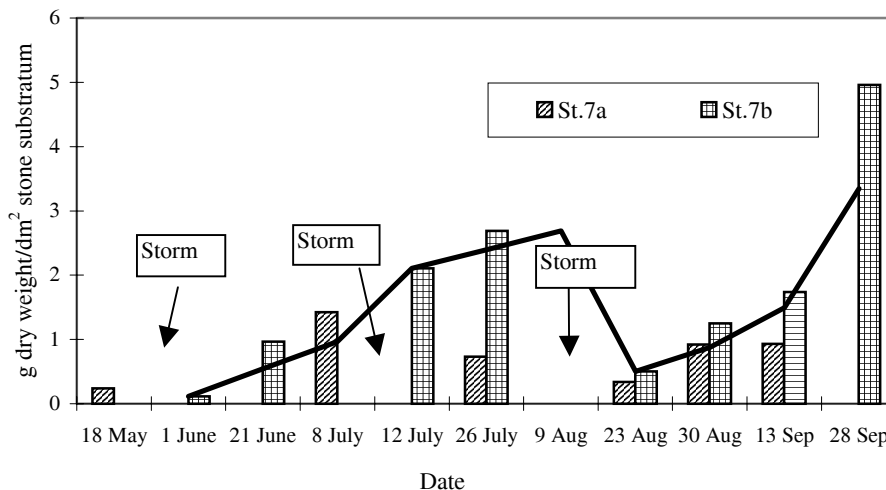 6
5
4
3
2
1
0
g dry weight/dm² stone substratum
St.7a St.7b
Storm
Storm
Storm
18 May 1 June 21 June 8 July 12 July 26 July 9 Aug 23 Aug 30 Aug 13 Sep 28 Sep
Date